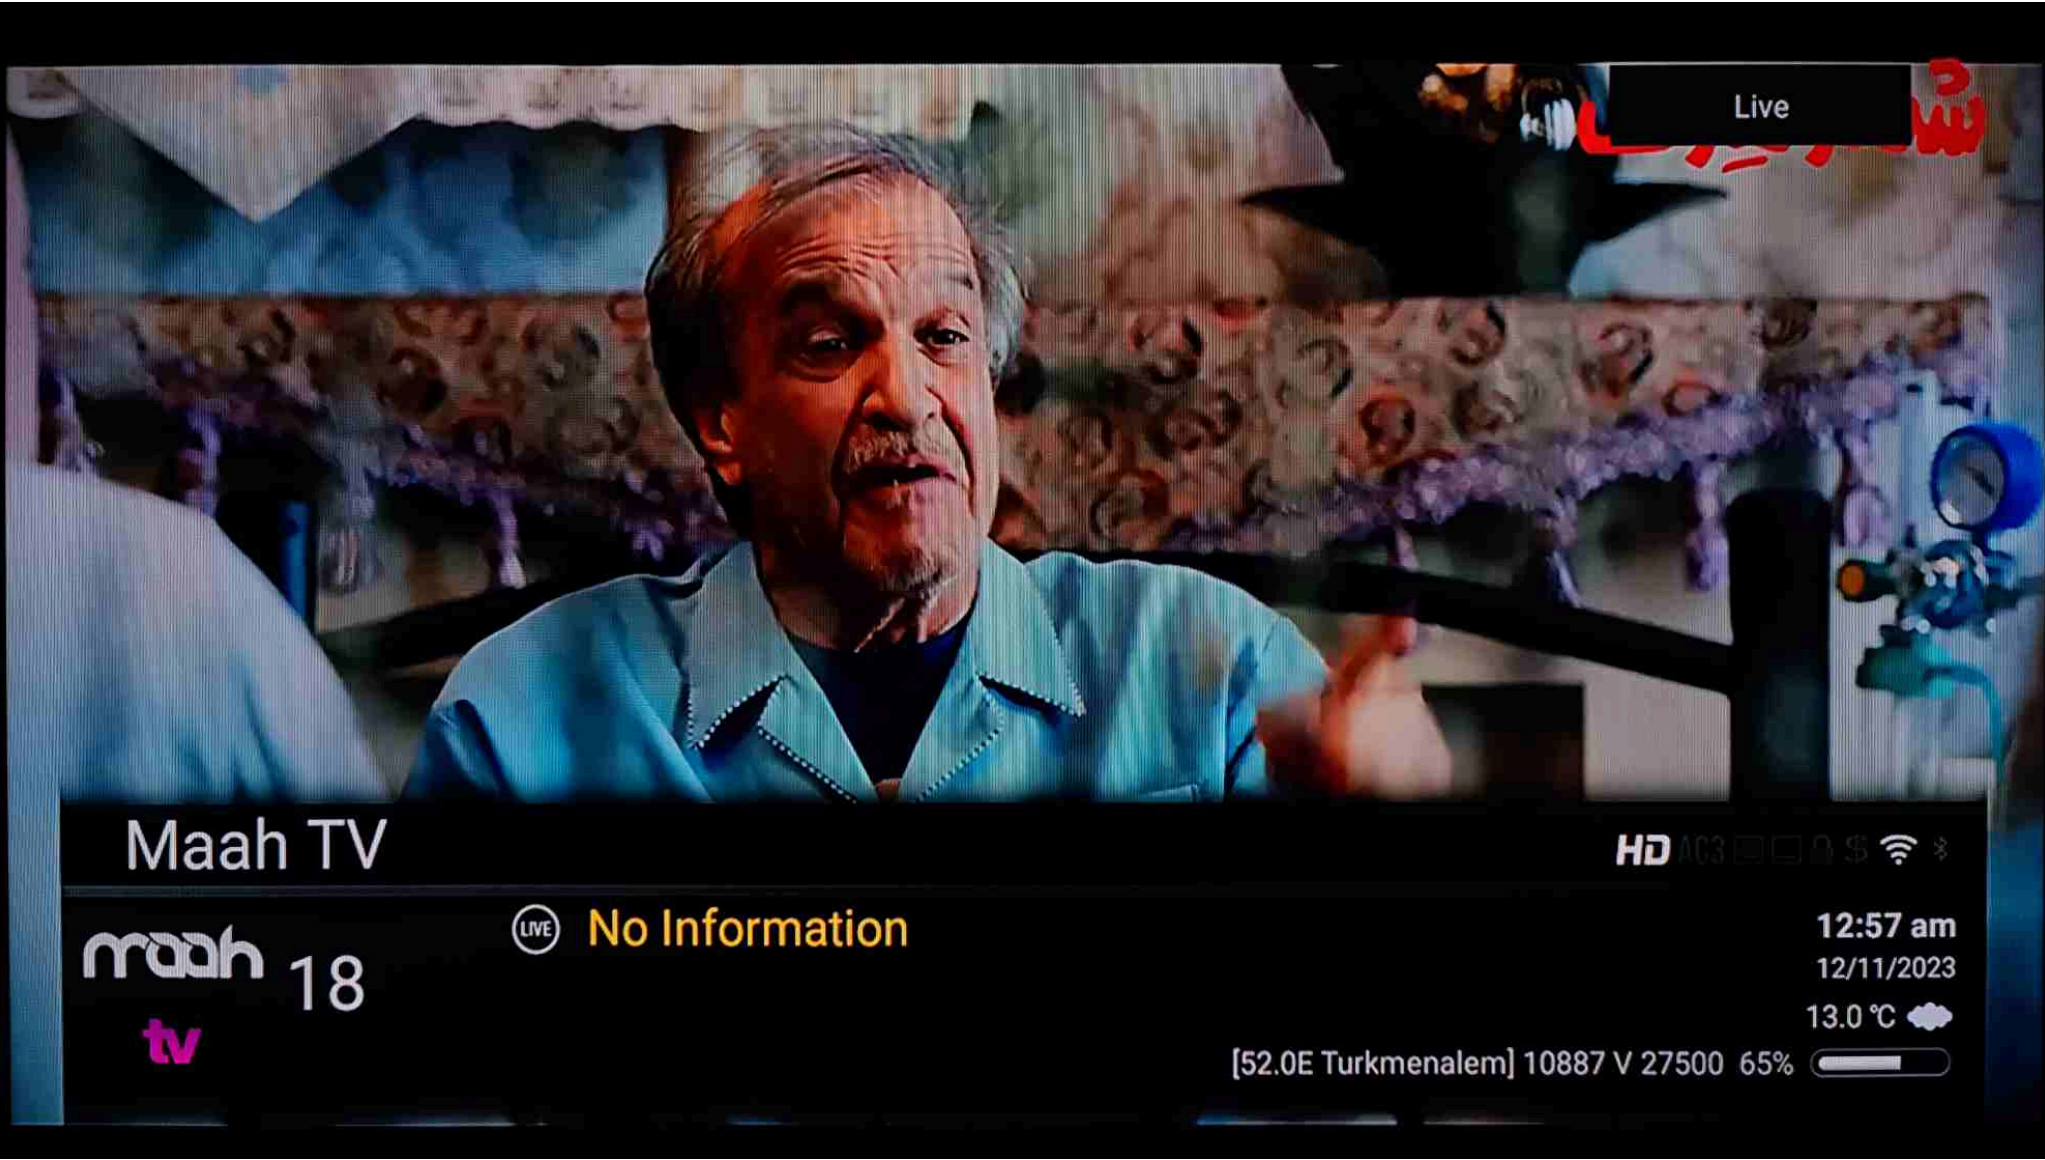 Live
Maah TV
HD AC3 $
maah
tv
18
LIVE No Information
12:57 am
12/11/2023
13.0 °C
[52.0E Turkmenalem] 10887 V 27500 65%